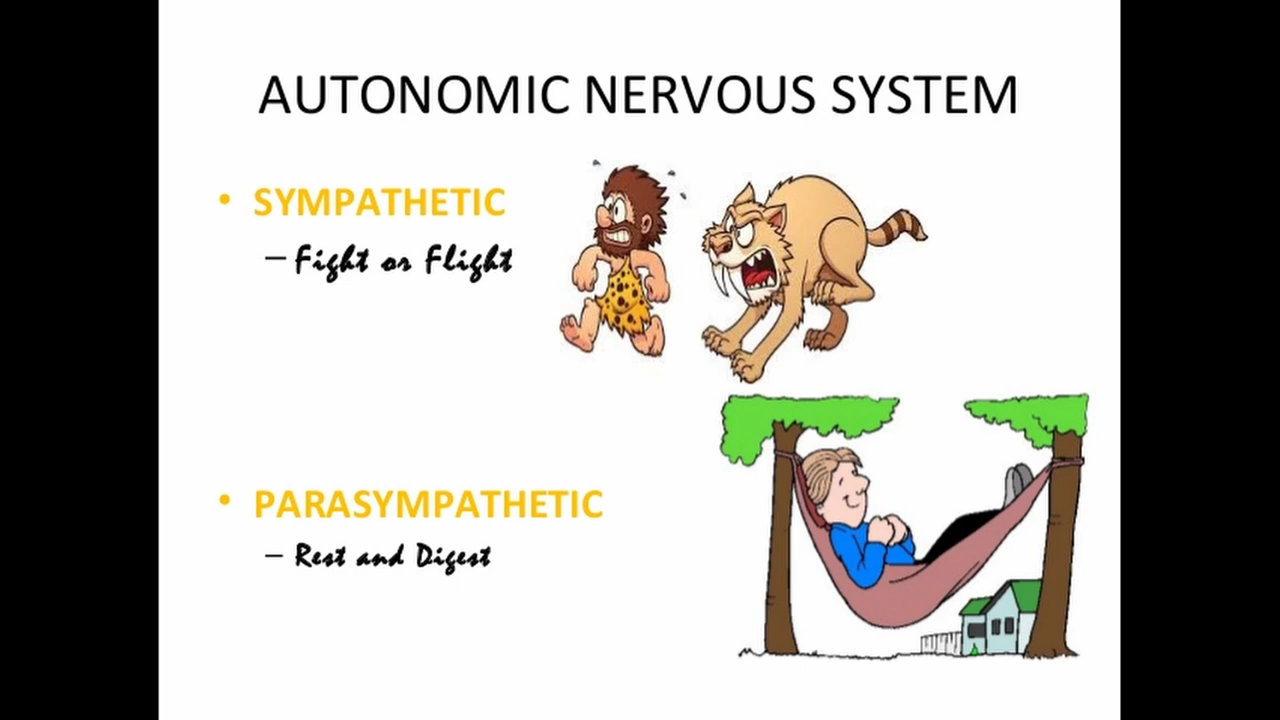 AUTONOMIC NERVOUS SYSTEM
• SYMPATHETIC
– Fight or Flight
• PARASYMPATHETIC
– Rest and Digest